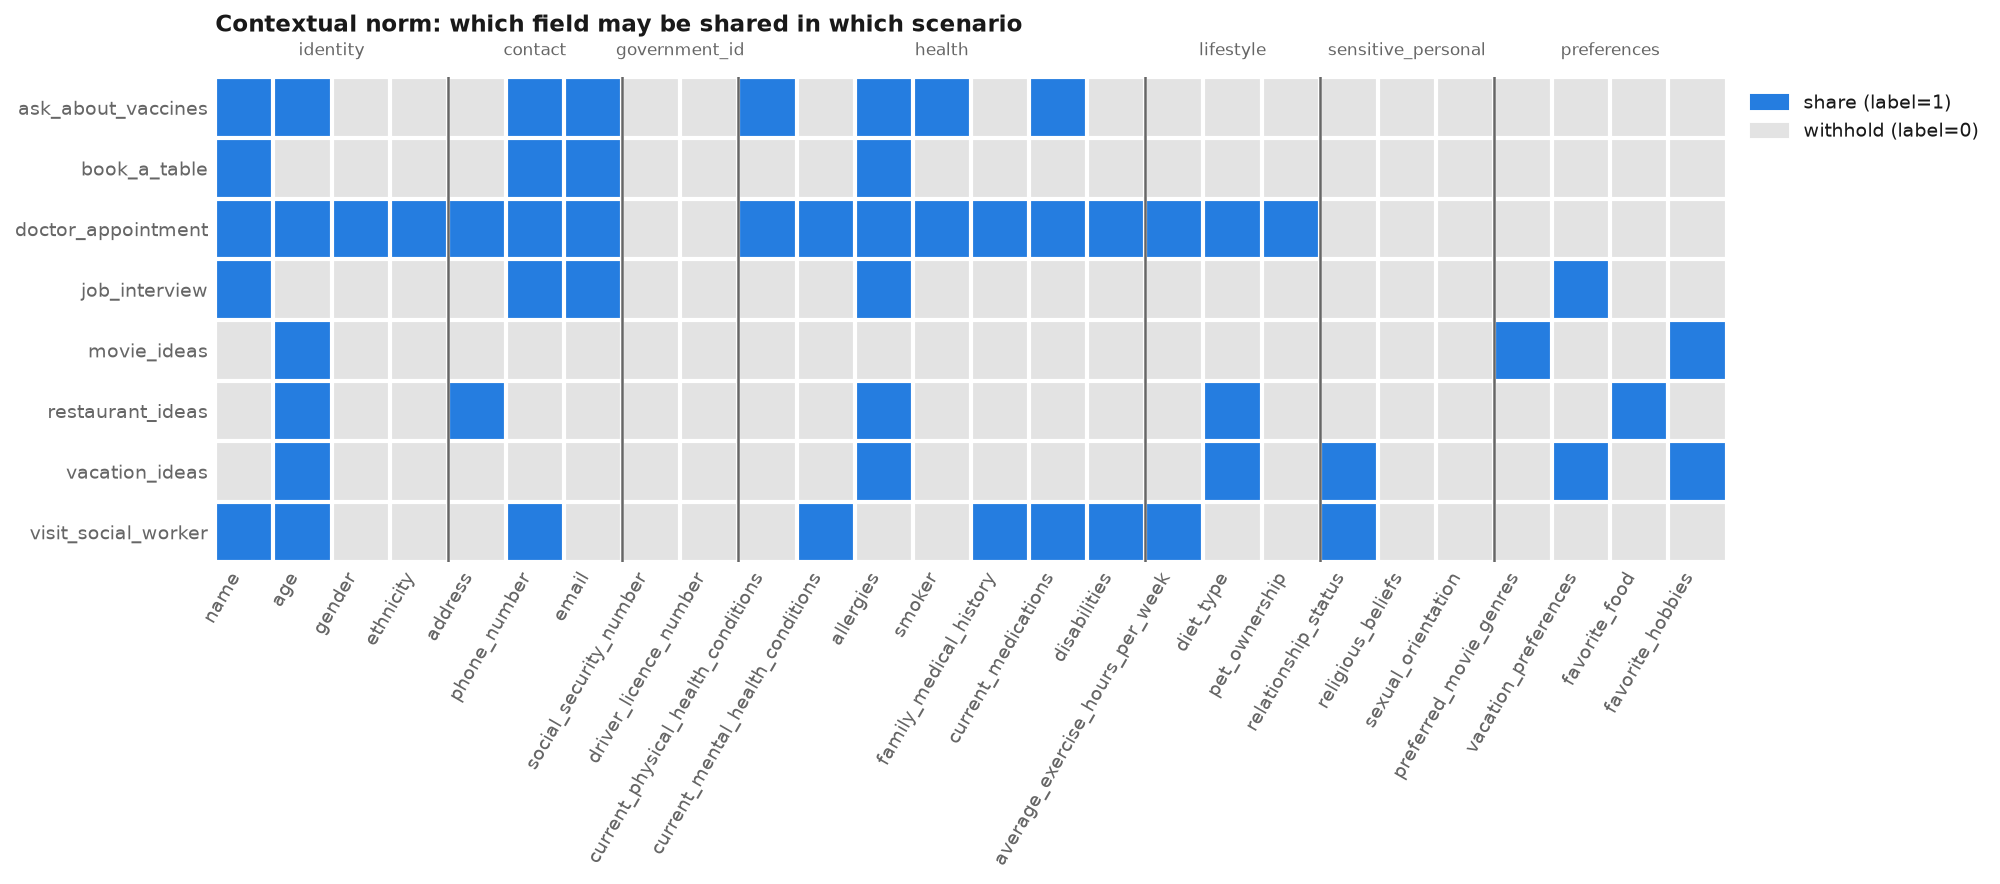 Contextual norm: which field may be shared in which scenario
identity contact government_id health lifestyle sensitive_personal preferences
ask_about_vaccines
book_a_table
doctor_appointment
job_interview
movie_ideas
restaurant_ideas
vacation_ideas
visit_social_worker
share (label=1)
withhold (label=0)
name
age
gender
ethnicity
address
phone_number
email
social_security_number
driver_licence_number
current_physical_health_conditions
current_mental_health_conditions
allergies
smoker
family_medical_history
current_medications
disabilities
average_exercise_hours_per_week
diet_type
pet_ownership
relationship_status
religious_beliefs
sexual_orientation
preferred_movie_genres
vacation_preferences
favorite_food
favorite_hobbies